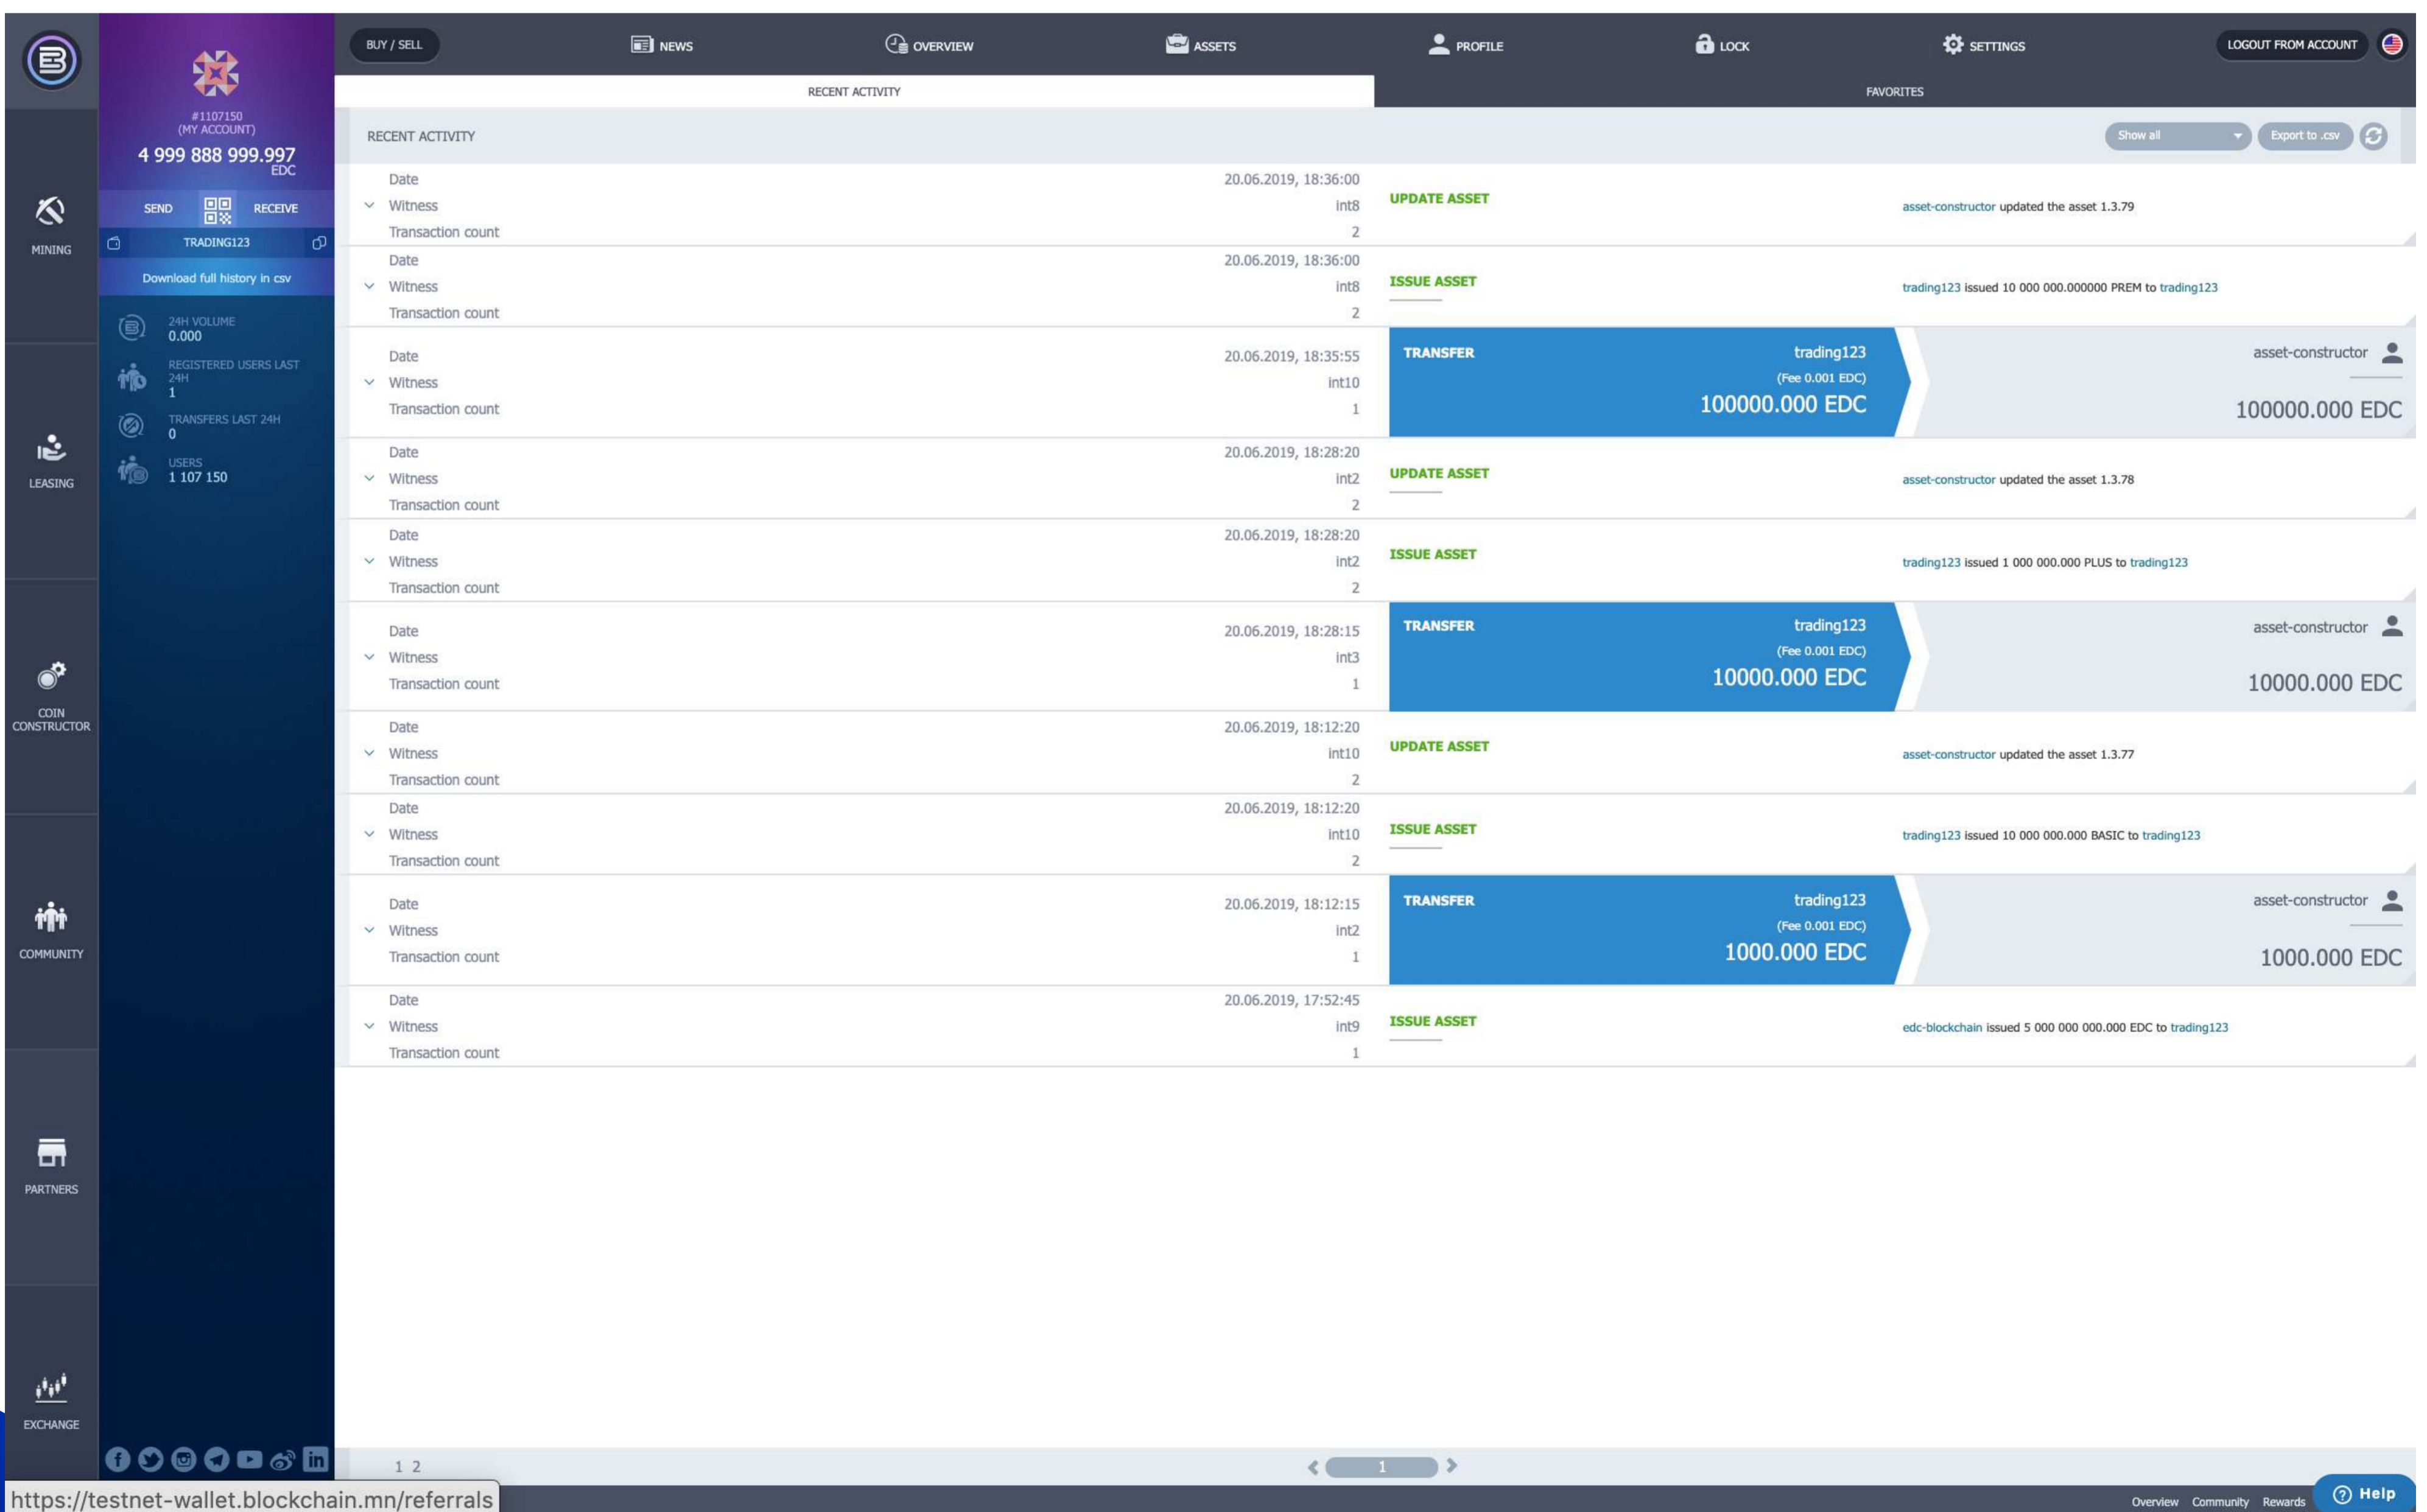 BUY / SELL
NEWS
OVERVIEW
ASSETS
PROFILE
LOCK
SETTINGS
LOGOUT FROM ACCOUNT
MINING
LEASING
COIN
CONSTRUCTOR
COMMUNITY
PARTNERS
EXCHANGE
#1107150
(MY ACCOUNT)
4 999 888 999.997
EDC
SEND RECEIVE
TRADING123
Download full history in csv
24H VOLUME
0.000
REGISTERED USERS LAST
24H
1
TRANSFERS LAST 24H
0
USERS
1 107 150
RECENT ACTIVITY
FAVORITES
RECENT ACTIVITY
Show all
Export to .csv
Date 20.06.2019, 18:36:00
Witness int8
Transaction count 2
UPDATE ASSET
asset-constructor updated the asset 1.3.79
Date 20.06.2019, 18:36:00
Witness int8
Transaction count 2
ISSUE ASSET
trading123 issued 10 000 000.000000 PREM to trading123
Date 20.06.2019, 18:35:55
Witness int10
Transaction count 1
TRANSFER
trading123
(Fee 0.001 EDC)
100000.000 EDC
asset-constructor
100000.000 EDC
Date 20.06.2019, 18:28:20
Witness int2
Transaction count 2
UPDATE ASSET
asset-constructor updated the asset 1.3.78
Date 20.06.2019, 18:28:20
Witness int2
Transaction count 2
ISSUE ASSET
trading123 issued 1 000 000.000 PLUS to trading123
Date 20.06.2019, 18:28:15
Witness int3
Transaction count 1
TRANSFER
trading123
(Fee 0.001 EDC)
10000.000 EDC
asset-constructor
10000.000 EDC
Date 20.06.2019, 18:12:20
Witness int10
Transaction count 2
UPDATE ASSET
asset-constructor updated the asset 1.3.77
Date 20.06.2019, 18:12:20
Witness int10
Transaction count 2
ISSUE ASSET
trading123 issued 10 000 000.000 BASIC to trading123
Date 20.06.2019, 18:12:15
Witness int2
Transaction count 1
TRANSFER
trading123
(Fee 0.001 EDC)
1000.000 EDC
asset-constructor
1000.000 EDC
Date 20.06.2019, 17:52:45
Witness int9
Transaction count 1
ISSUE ASSET
edc-blockchain issued 5 000 000 000.000 EDC to trading123
1 2
1
https://testnet-wallet.blockchain.mn/referrals
Overview Community Rewards
Help